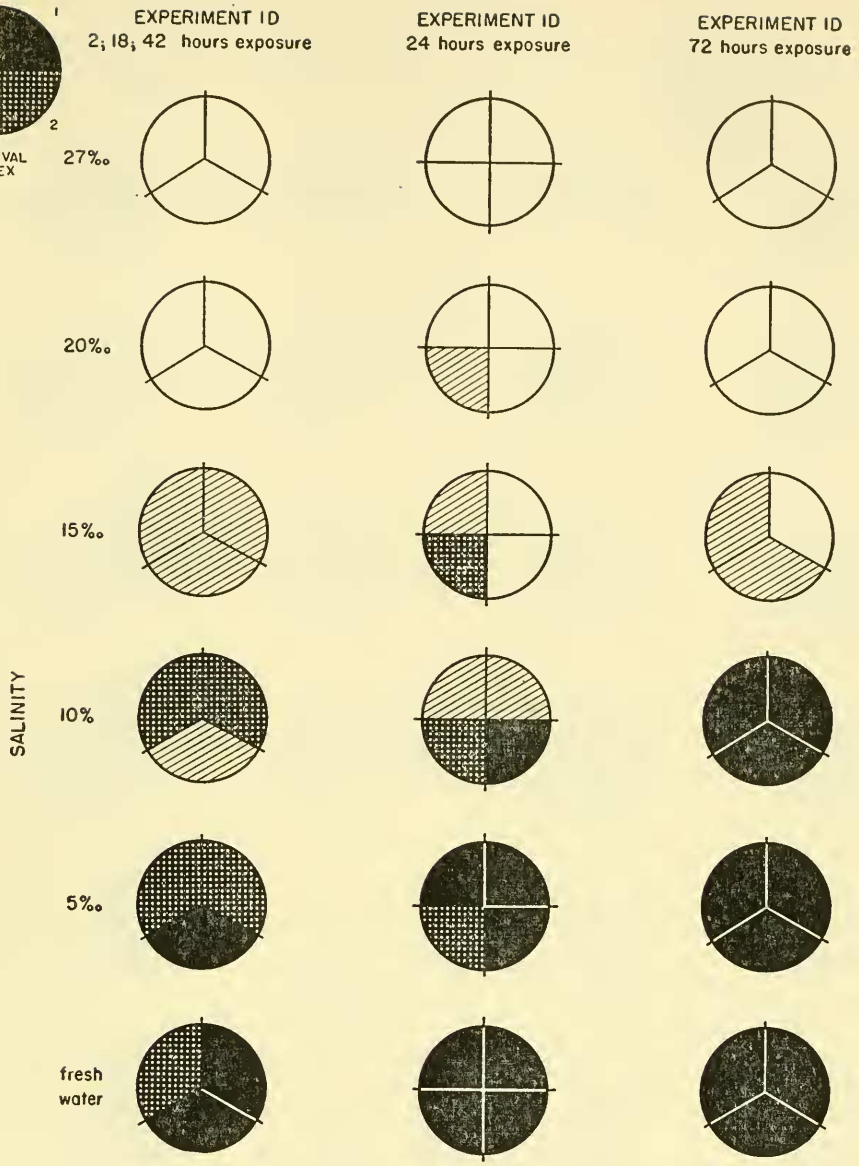 1
2
VAL
EX
EXPERIMENT ID
2; 18; 42 hours exposure
EXPERIMENT ID
24 hours exposure
EXPERIMENT ID
72 hours exposure
27‰
20‰
15‰
10%
5‰
fresh
water
SALINITY